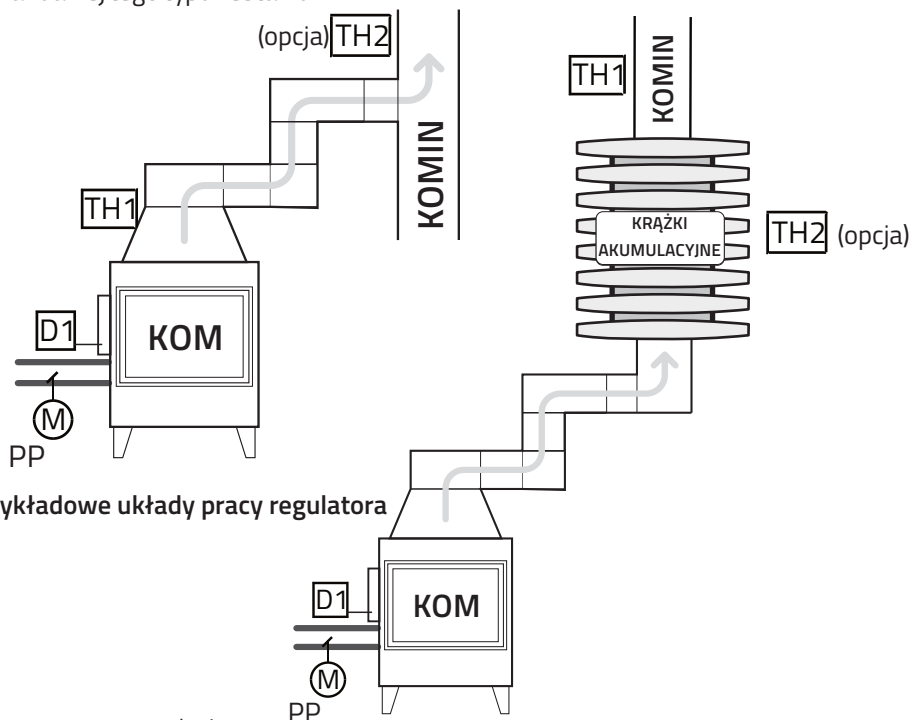 (opcja) TH2
KOMIN
TH1
D1
KOM
M
PP
ykładowe układy pracy regulatora
TH1
KOMIN
KRĄŻKI
AKUMULACYJNE
TH2 (opcja)
D1
KOM
M
PP